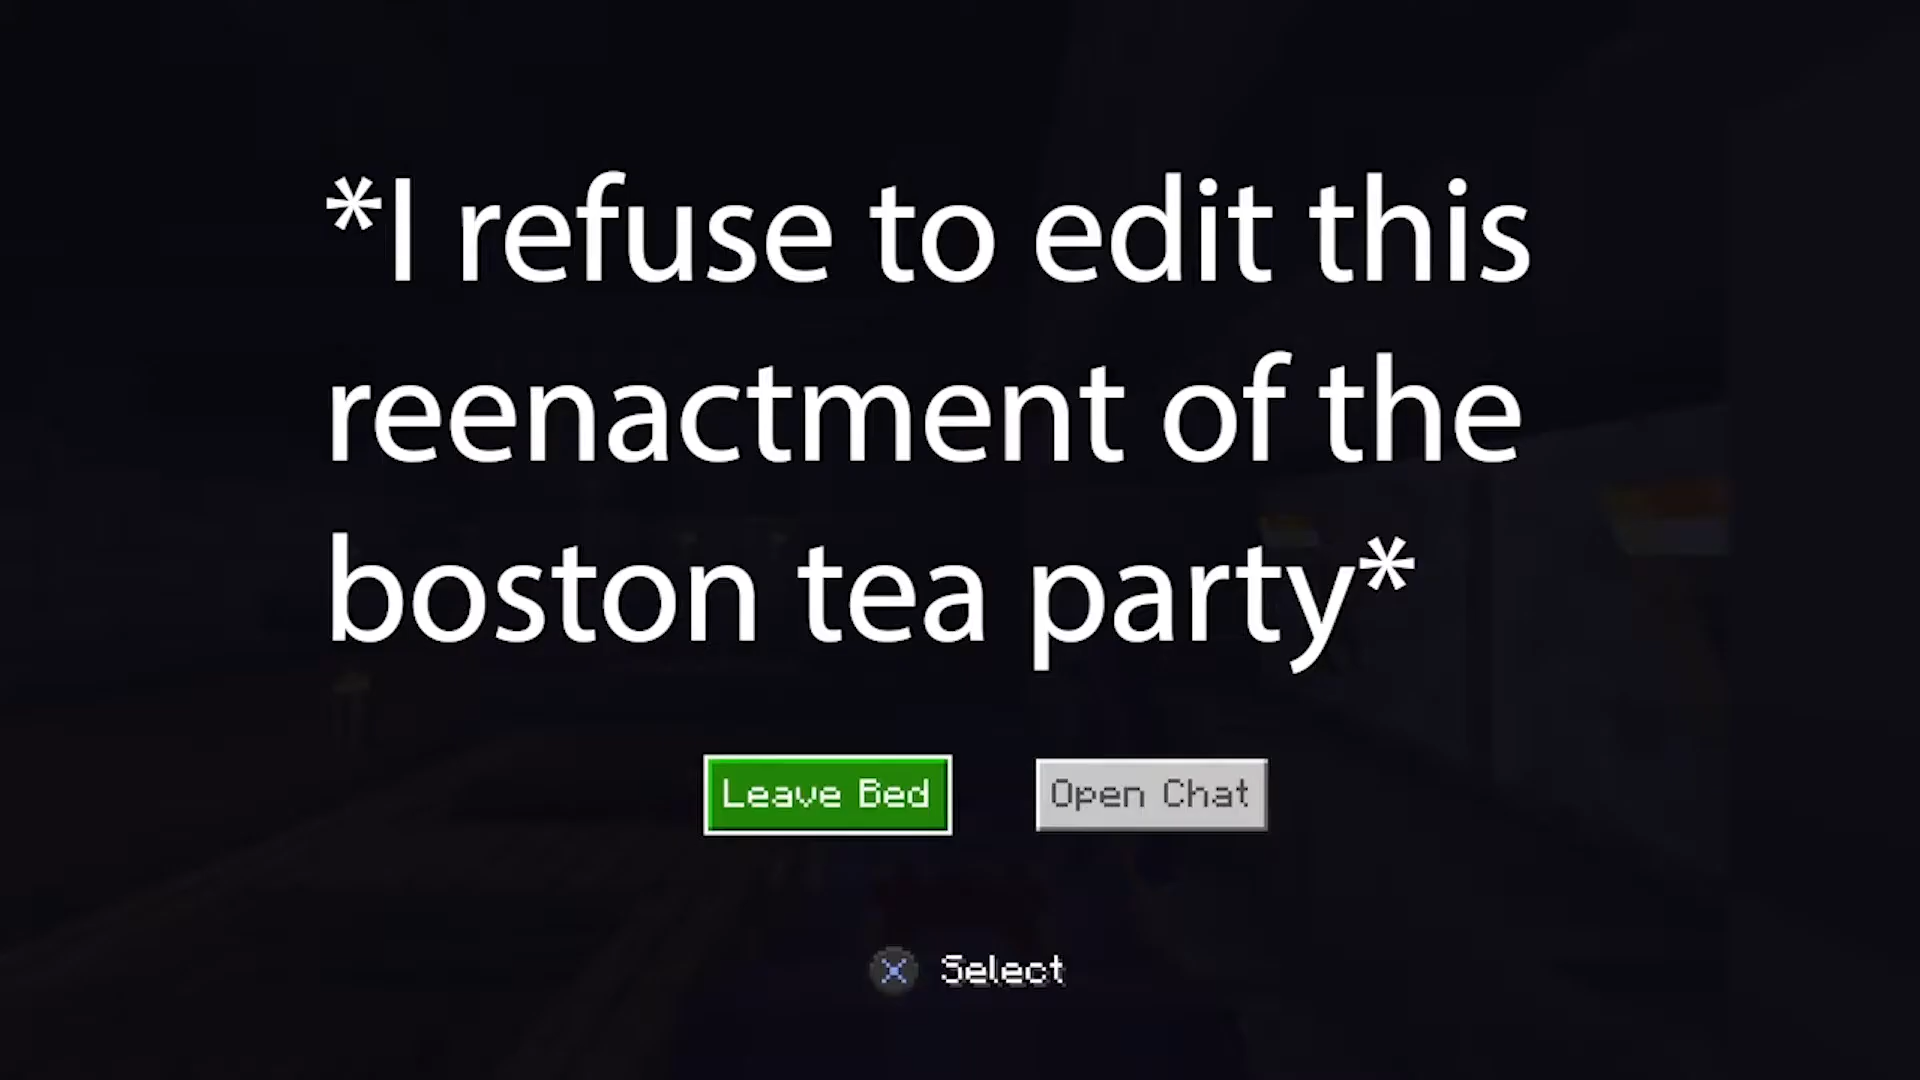 *I refuse to edit this
reenactment of the
boston tea party*
Leave Bed
Open Chat
Select